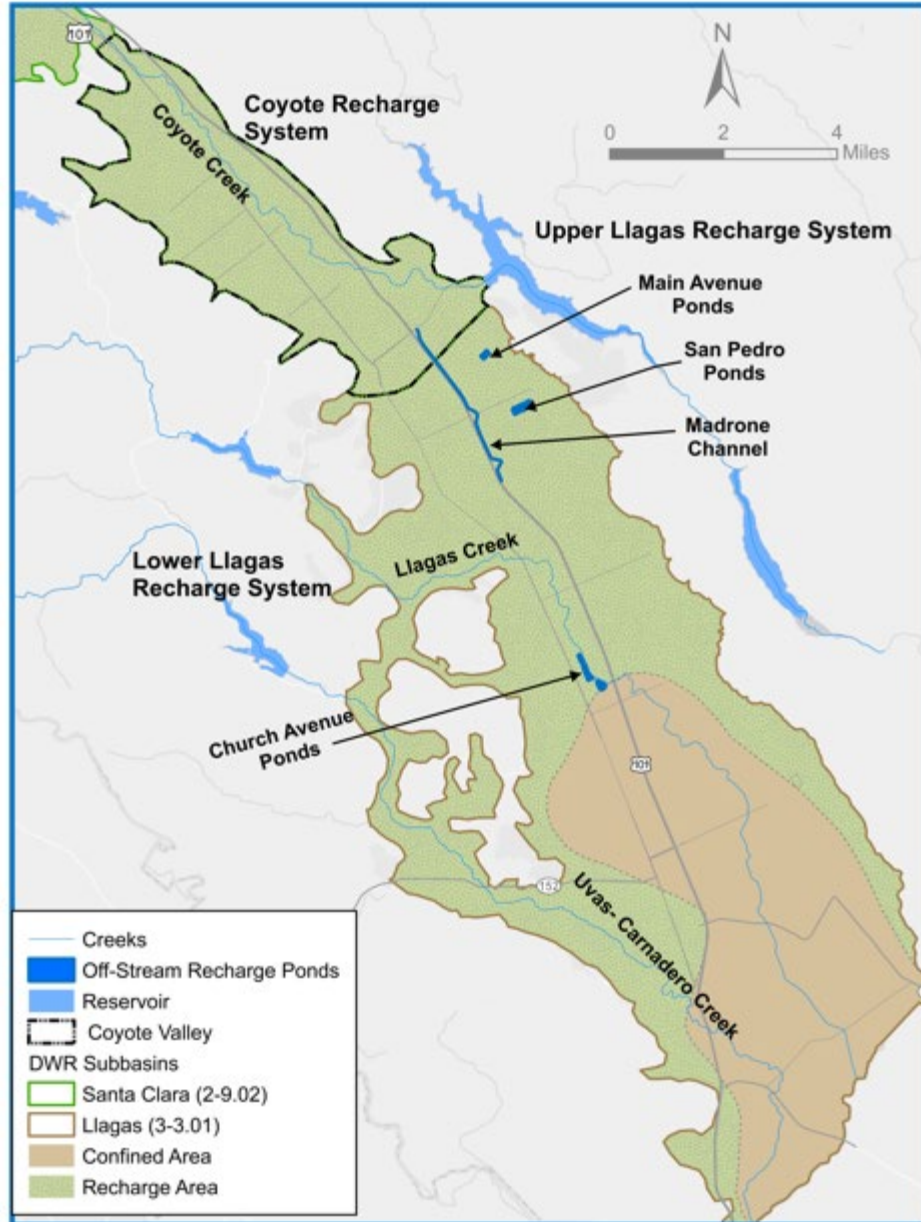 101
N
0 2 4
Miles
Coyote Recharge
System
Coyote Creek
Upper Llagas Recharge System
Main Avenue
Ponds
San Pedro
Ponds
Madrone
Channel
Llagas Creek
Lower Llagas
Recharge System
Church Avenue
Ponds
101
152
Uvas- Carnadero Creek
Creeks
Off-Stream Recharge Ponds
Reservoir
Coyote Valley
DWR Subbasins
Santa Clara (2-9.02)
Llagas (3-3.01)
Confined Area
Recharge Area